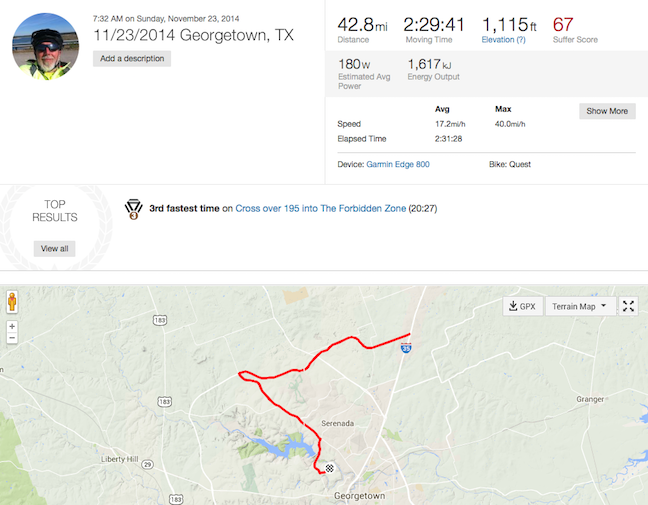 7:32 AM on Sunday, November 23, 2014
11/23/2014 Georgetown, TX
Add a description
42.8mi
Distance
2:29:41
Moving Time
1,115ft
Elevation (?)
67
Suffer Score
180W
Estimated Avg
Power
1,617kJ
Energy Output
Avg
Max
Show More
Speed
17.2mi/h
40.0mi/h
Elapsed Time
2:31:28
Device: Garmin Edge 800
Bike: Quest
TOP
RESULTS
View all
3
3rd fastest time on Cross over 195 into The Forbidden Zone (20:27)
GPX
Terrain Map
+
−
183
35
183
Serenada
Granger
Liberty Hill
29
183
Georgetown